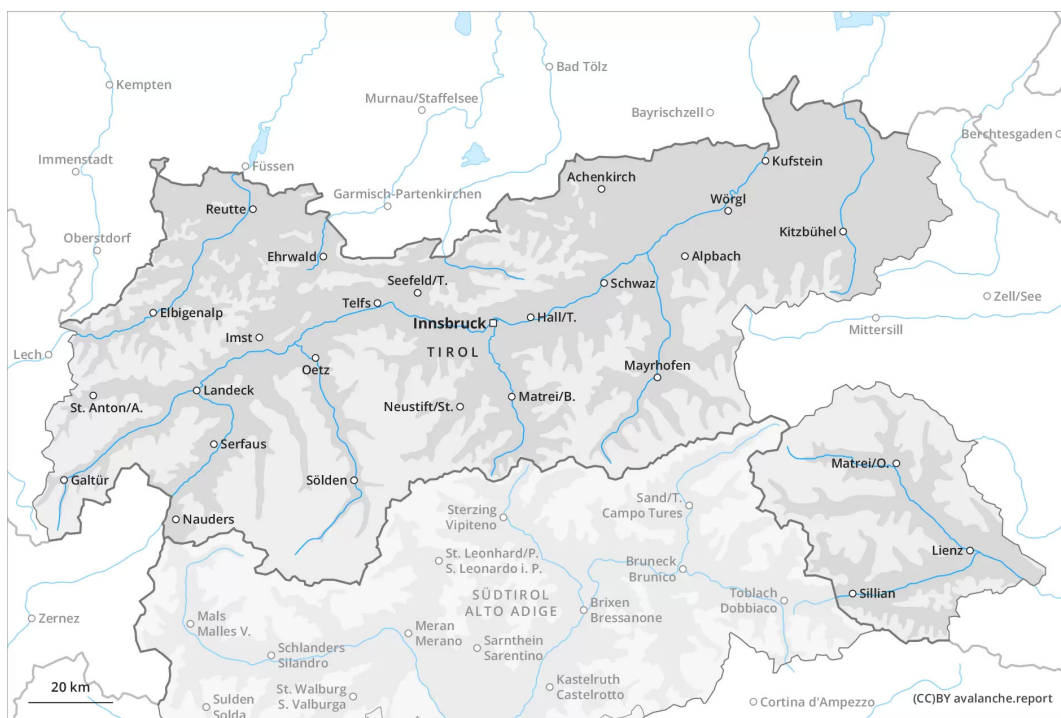 Kempten
Bad Tölz
Murnau/Staffelsee
Bayrischzell
Berchtesgaden
Immenstadt
Füssen
Kufstein
Achenkirch
Garmisch-Partenkirchen
Reutte
Wörgl
Oberstdorf
Kitzbühel
Ehrwald
Alpbach
Seefeld/T.
Schwaz
Zell/See
Telfs
Elbigenalp
Innsbruck
Hall/T.
Mittersill
Imst
TIROL
Lech
Oetz
Mayrhofen
Landeck
St. Anton/A.
Neustift/St.
Matrei/B.
Serfaus
Matrei/O.
Galtür
Sölden
Sand/T.
Campo Tures
Sterzing
Vipiteno
Nauders
St. Leonhard/P.
S. Leonardo i. P.
Bruneck
Brunico
Lienz
SÜDTIROL
ALTO ADIGE
Sillian
Toblach
Dobbiaco
Brixen
Bressanone
Zernez
Mals
Malles V.
Meran
Merano
Sarnthein
Sarentino
Schlanders
Silandro
20 km
St. Walburg
S. Valburga
Kastelruth
Castelrotto
Sulden
Solda
Cortina d'Ampezzo
(CC)BY avalanche.report